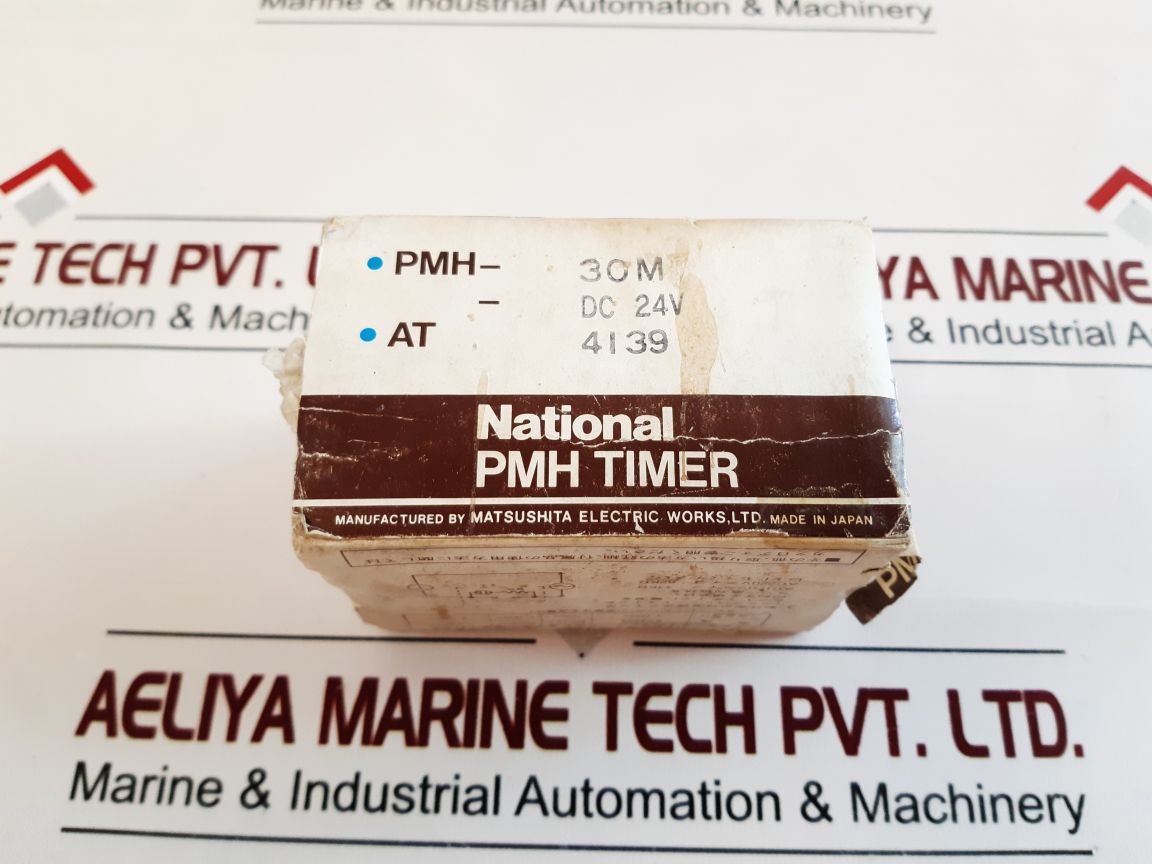 Marine & Industrial Automation & Machinery
E TECH PVT. L
tomation & Mach
YA MARINE
e & Industrial A
• PMH- 30M
- DC 24V
• AT 4139
National
PMH TIMER
MANUFACTURED BY MATSUSHITA ELECTRIC WORKS,LTD. MADE IN JAPAN
PM
AELIYA MARINE TECH PVT. LTD.
Marine & Industrial Automation & Machinery